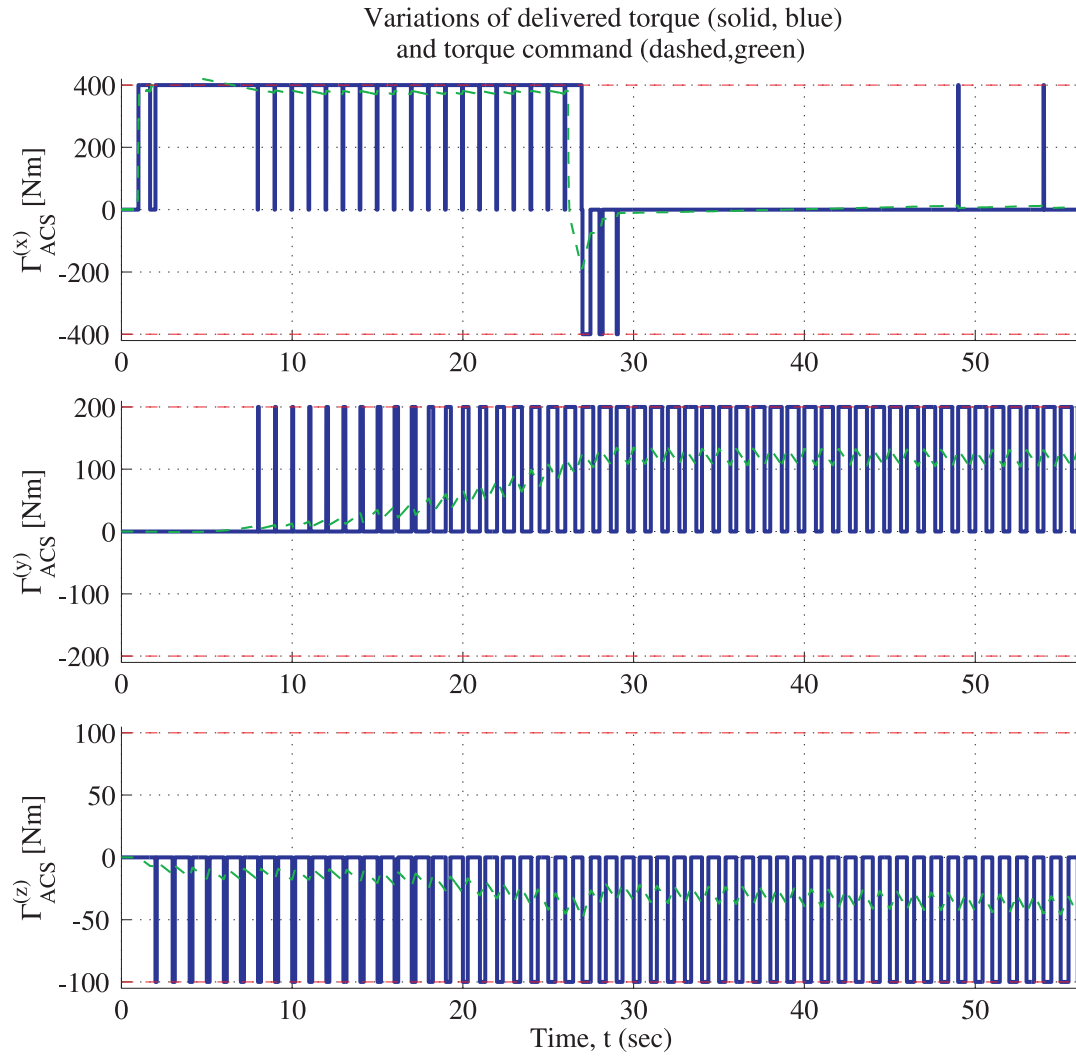 Variations of delivered torque (solid, blue)
and torque command (dashed,green)
400
200
0
-200
-400
Γ(x)ACS [Nm]
0 10 20 30 40 50
200
100
0
-100
-200
Γ(y)ACS [Nm]
0 10 20 30 40 50
100
50
0
-50
-100
Γ(z)ACS [Nm]
0 10 20 30 40 50
Time, t (sec)